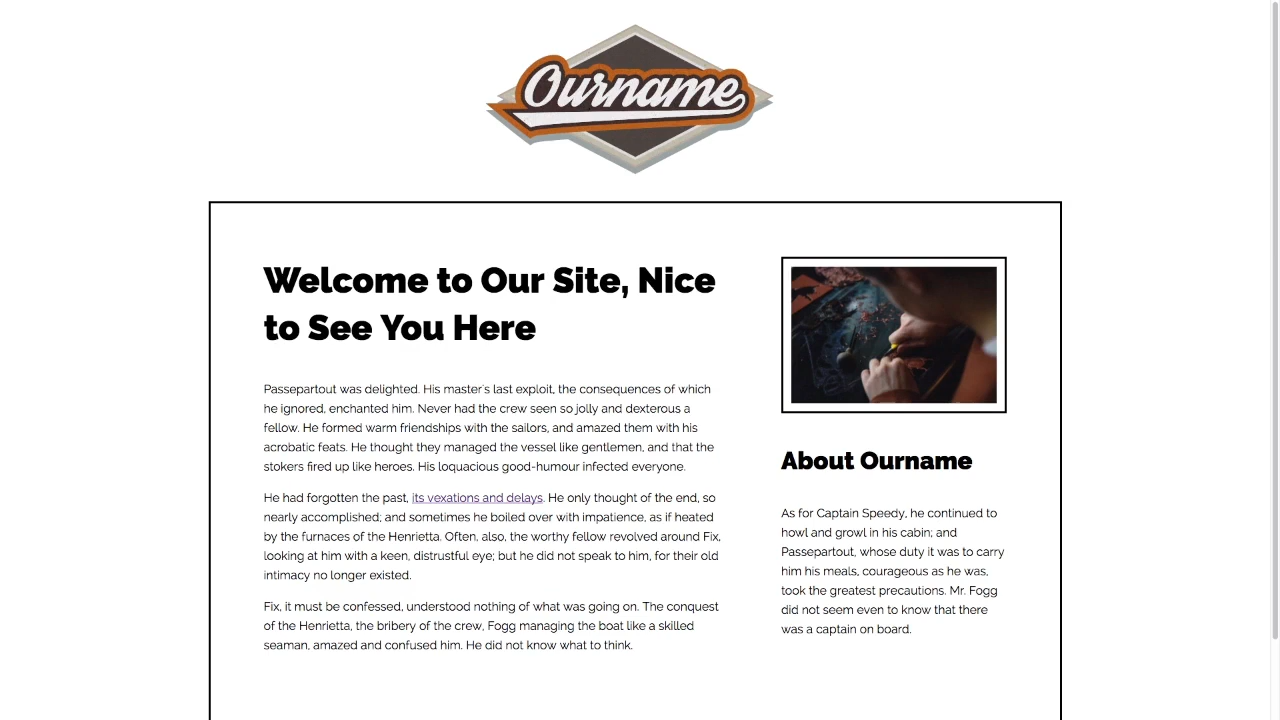 Ourname
Welcome to Our Site, Nice
to See You Here
Passepartout was delighted. His master's last exploit, the consequences of which
he ignored, enchanted him. Never had the crew seen so jolly and dexterous a
fellow. He formed warm friendships with the sailors, and amazed them with his
acrobatic feats. He thought they managed the vessel like gentlemen, and that the
stokers fired up like heroes. His loquacious good-humour infected everyone.
He had forgotten the past, its vexations and delays. He only thought of the end, so
nearly accomplished; and sometimes he boiled over with impatience, as if heated
by the furnaces of the Henrietta. Often, also, the worthy fellow revolved around Fix,
looking at him with a keen, distrustful eye; but he did not speak to him, for their old
intimacy no longer existed.
Fix, it must be confessed, understood nothing of what was going on. The conquest
of the Henrietta, the bribery of the crew, Fogg managing the boat like a skilled
seaman, amazed and confused him. He did not know what to think.
About Ourname
As for Captain Speedy, he continued to
howl and growl in his cabin; and
Passepartout, whose duty it was to carry
him his meals, courageous as he was,
took the greatest precautions. Mr. Fogg
did not seem even to know that there
was a captain on board.